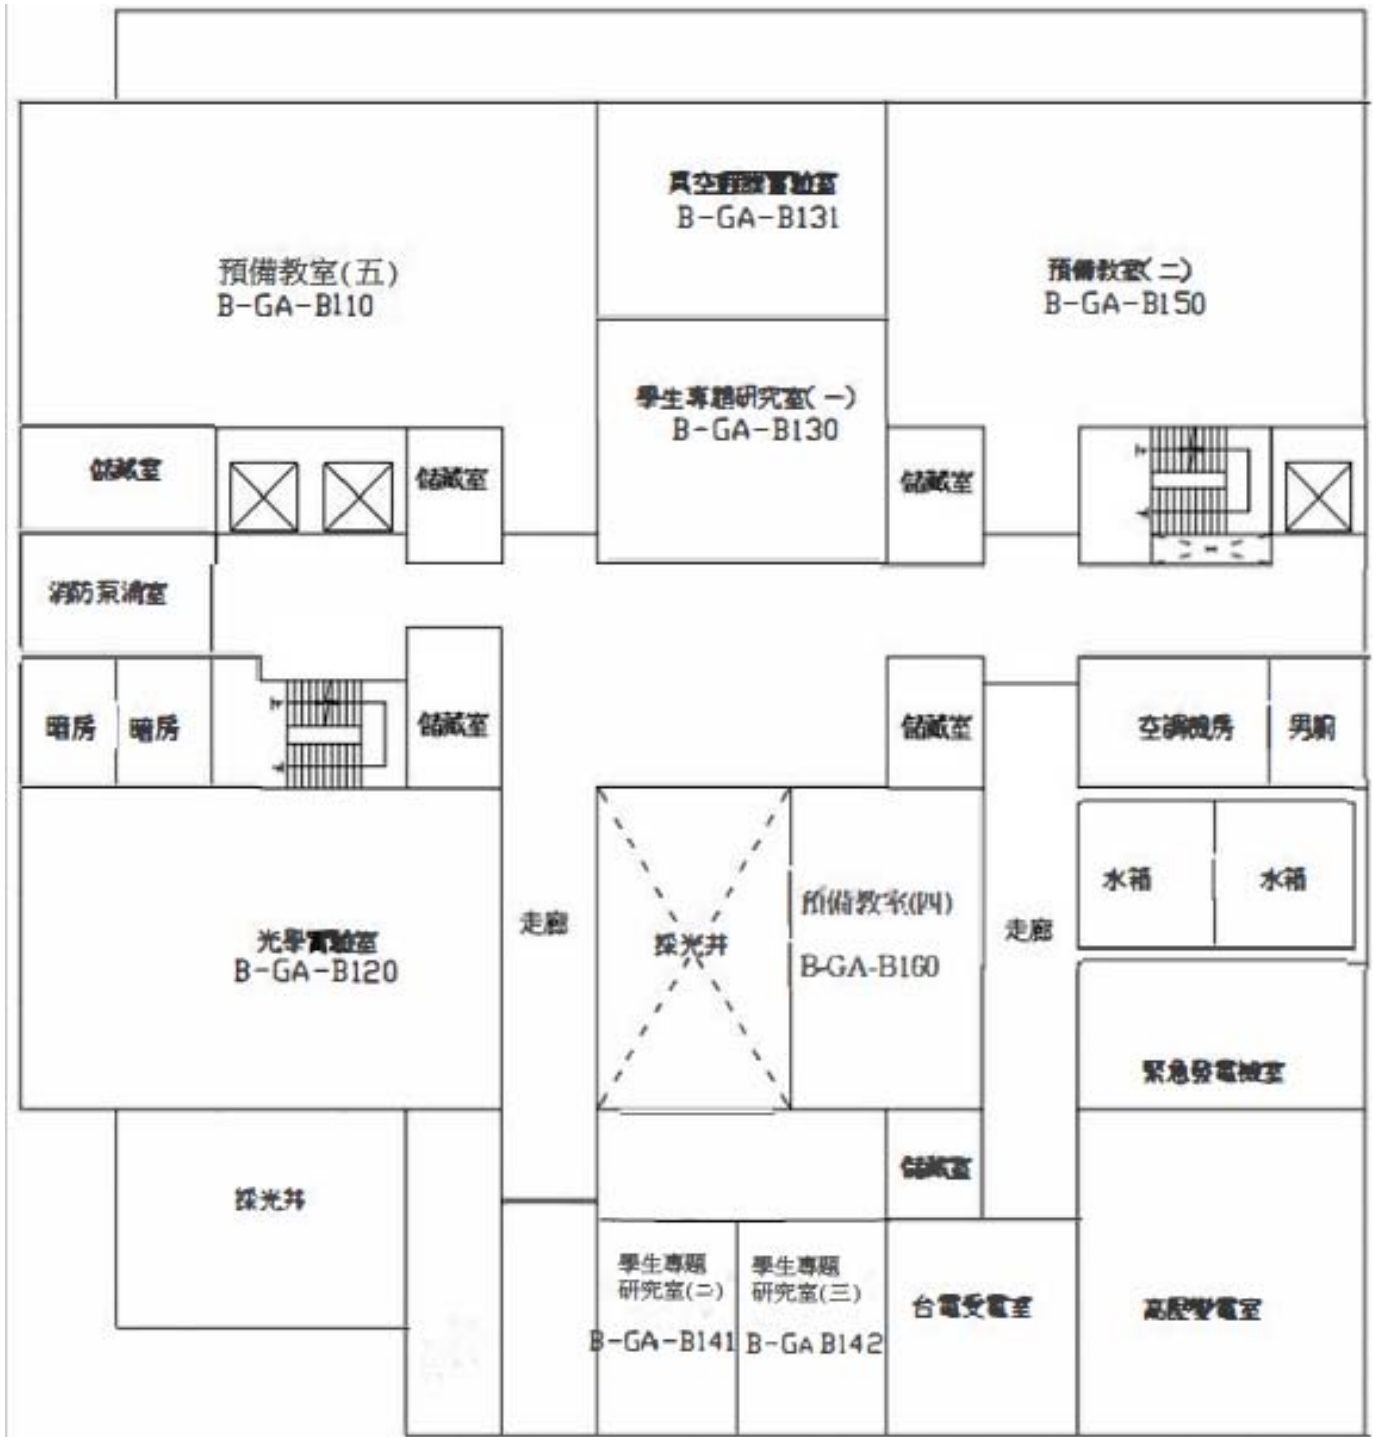 真空鍍膜實驗室
B-GA-B131
預備教室(五)
B-GA-B110
預備教室(二)
B-GA-B150
學生專題研究室(一)
B-GA-B130
儲藏室
儲藏室
儲藏室
消防泵浦室
暗房
暗房
儲藏室
儲藏室
空調機房
男廁
水箱
水箱
預備教室(四)
B-GA-B160
走廊
走廊
採光井
光學實驗室
B-GA-B120
緊急發電機室
儲藏室
採光井
學生專題
研究室(二)
B-GA-B141
學生專題
研究室(三)
B-GA B142
台電受電室
高壓變電室